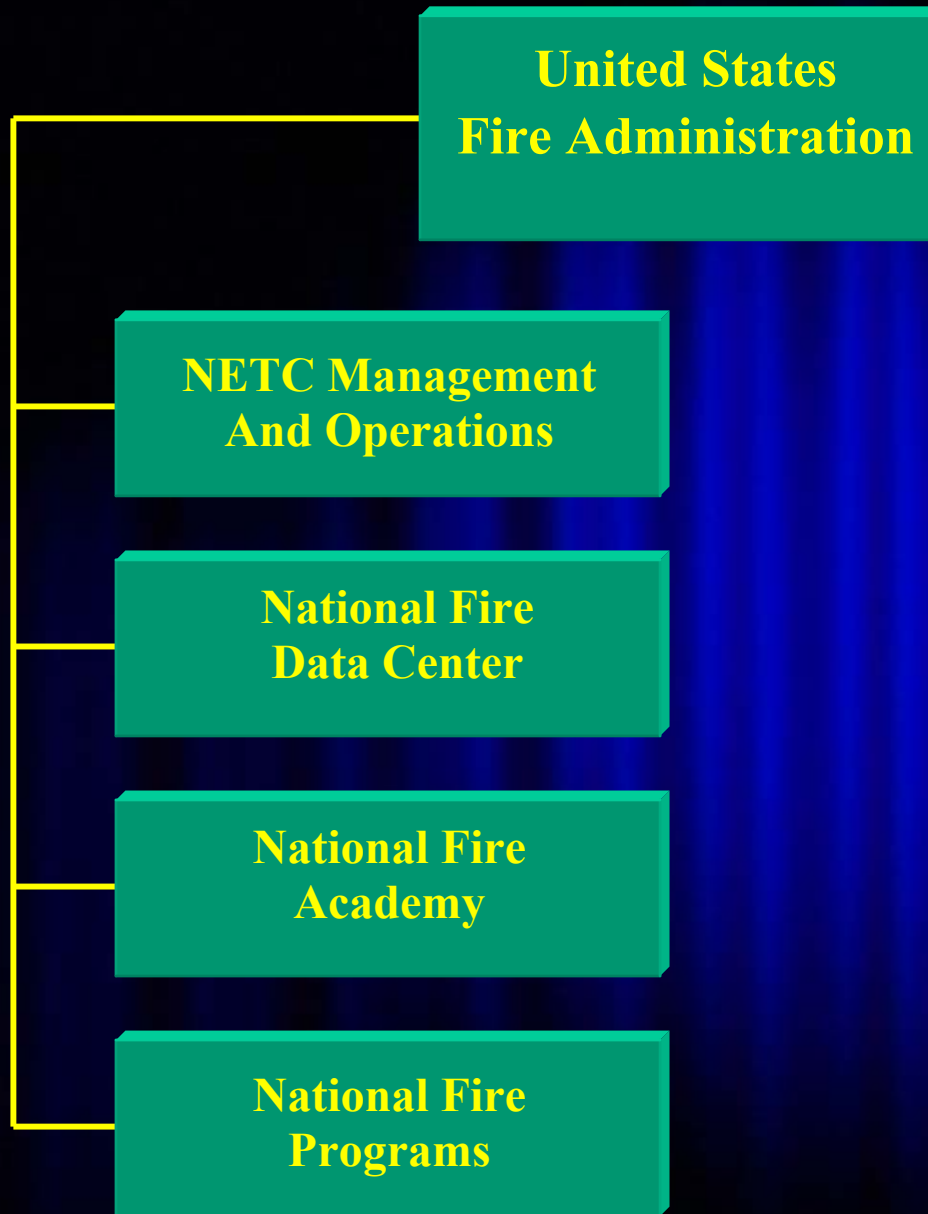 United States
Fire Administration
NETC Management
And Operations
National Fire
Data Center
National Fire
Academy
National Fire
Programs